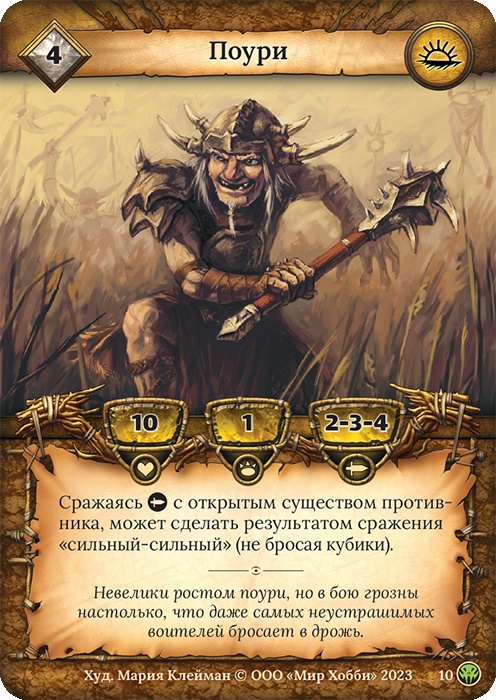 4
Поури
10
1
2-3-4
Сражаясь с открытым существом против-
ника, может сделать результатом сражения
«сильный-сильный» (не бросая кубики).
Невелики ростом поури, но в бою грозны
настолько, что даже самых неустрашимых
воителей бросает в дрожь.
Худ. Мария Клейман © ООО «Мир Хобби» 2023
10